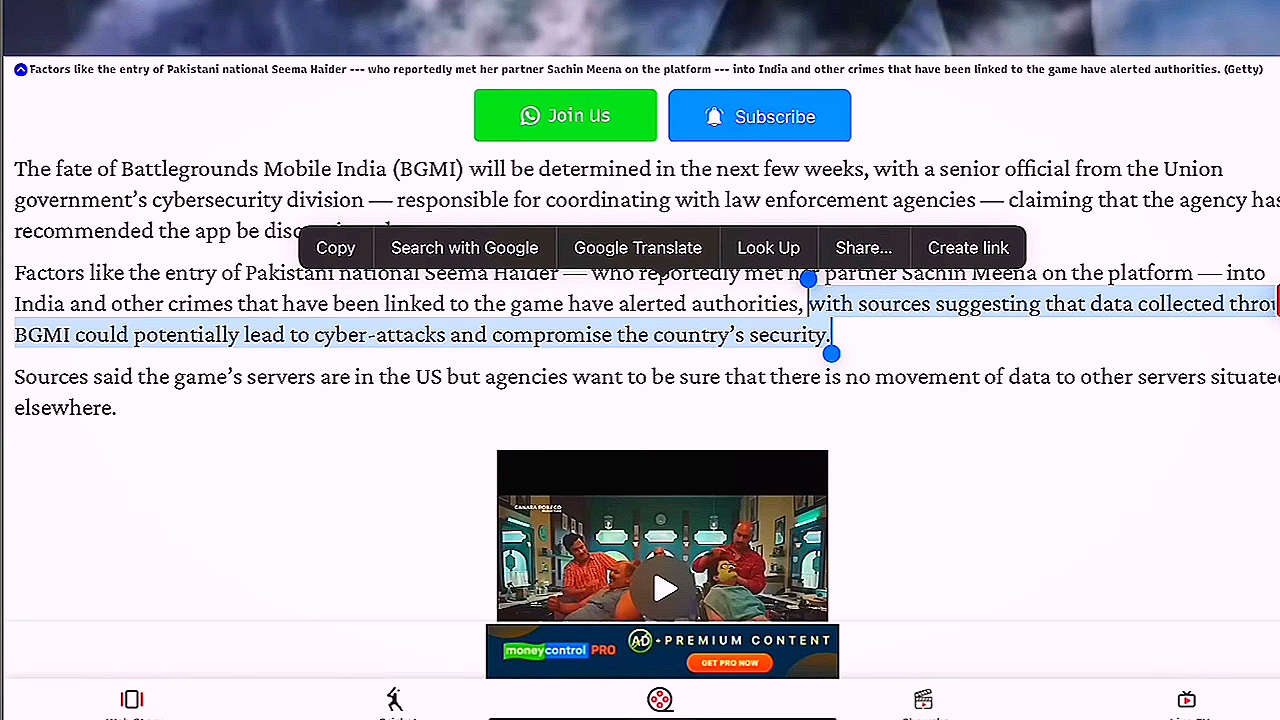 Factors like the entry of Pakistani national Seema Haider --- who reportedly met her partner Sachin Meena on the platform --- into India and other crimes that have been linked to the game have alerted authorities. (Getty)
Join Us
Subscribe
The fate of Battlegrounds Mobile India (BGMI) will be determined in the next few weeks, with a senior official from the Union
government’s cybersecurity division — responsible for coordinating with law enforcement agencies — claiming that the agency has
recommended the app be
Copy
Search with Google
Google Translate
Look Up
Share...
Create link
Factors like the entry of Pakistani national Seema Haider — who reportedly met her partner Sachin Meena on the platform — into
India and other crimes that have been linked to the game have alerted authorities, with sources suggesting that data collected
BGMI could potentially lead to cyber-attacks and compromise the country’s security.
Sources said the game’s servers are in the US but agencies want to be sure that there is no movement of data to other servers
elsewhere.
CANARA ROBECO
moneycontrol PRO
AD
PREMIUM CONTENT
GET PRO NOW